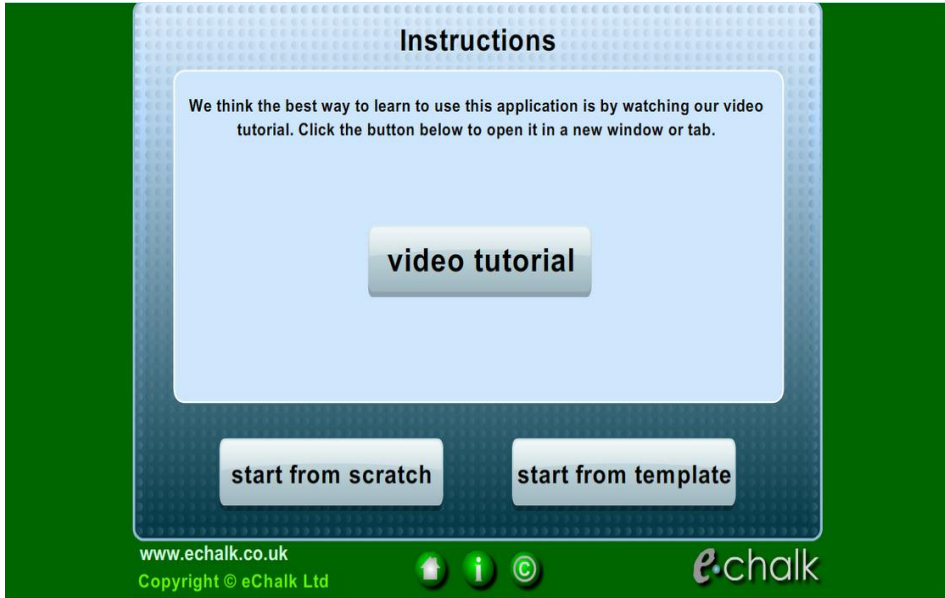 Instructions
We think the best way to learn to use this application is by watching our video
tutorial. Click the button below to open it in a new window or tab.
video tutorial
start from scratch
start from template
www.echalk.co.uk
Copyright © eChalk Ltd
i
©
e·chalk